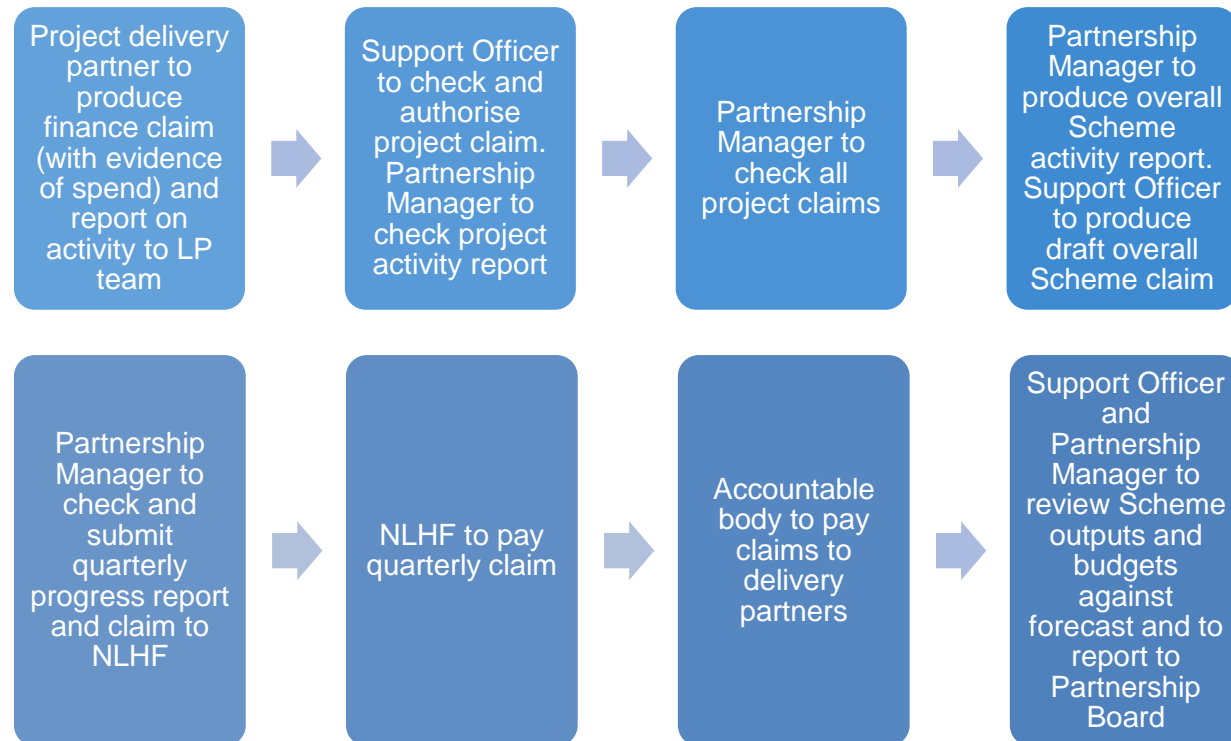 Project delivery
partner to
produce
finance claim
(with evidence
of spend) and
report on
activity to LP
team
Support Officer
to check and
authorise
project claim.
Partnership
Manager to
check project
activity report
Partnership
Manager to
check all
project claims
Partnership
Manager to
produce overall
Scheme
activity report.
Support Officer
to produce
draft overall
Scheme claim
Partnership
Manager to
check and
submit
quarterly
progress report
and claim to
NLHF
NLHF to pay
quarterly claim
Accountable
body to pay
claims to
delivery
partners
Support Officer
and
Partnership
Manager to
review Scheme
outputs and
budgets
against
forecast and to
report to
Partnership
Board